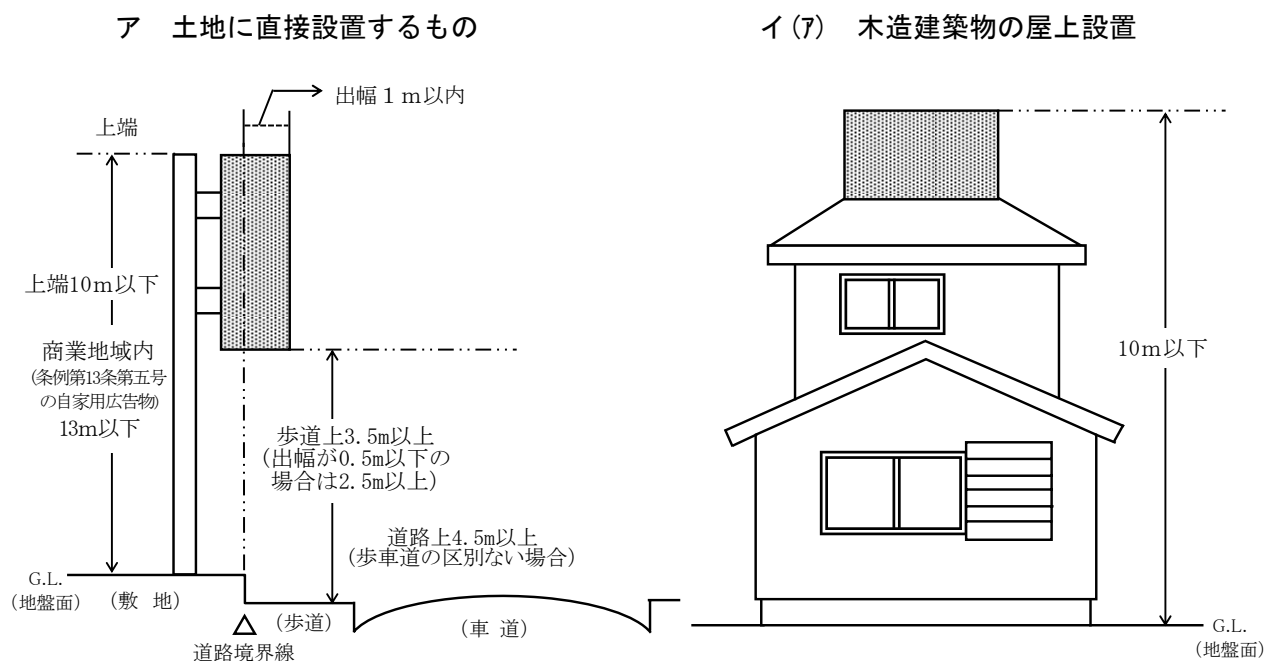 ア 土地に直接設置するもの
出幅1m以内
上端
上端10m以下
商業地域内
(条例第13条第五号
の自家用広告物)
13m以下
歩道上3.5m以上
(出幅が0.5m以下の
場合は2.5m以上)
道路上4.5m以上
(歩車道の区別ない場合)
G.L.
(地盤面)
(敷 地)
(歩道)
(車 道)
道路境界線
イ(ｱ) 木造建築物の屋上設置
10m以下
G.L.
(地盤面)